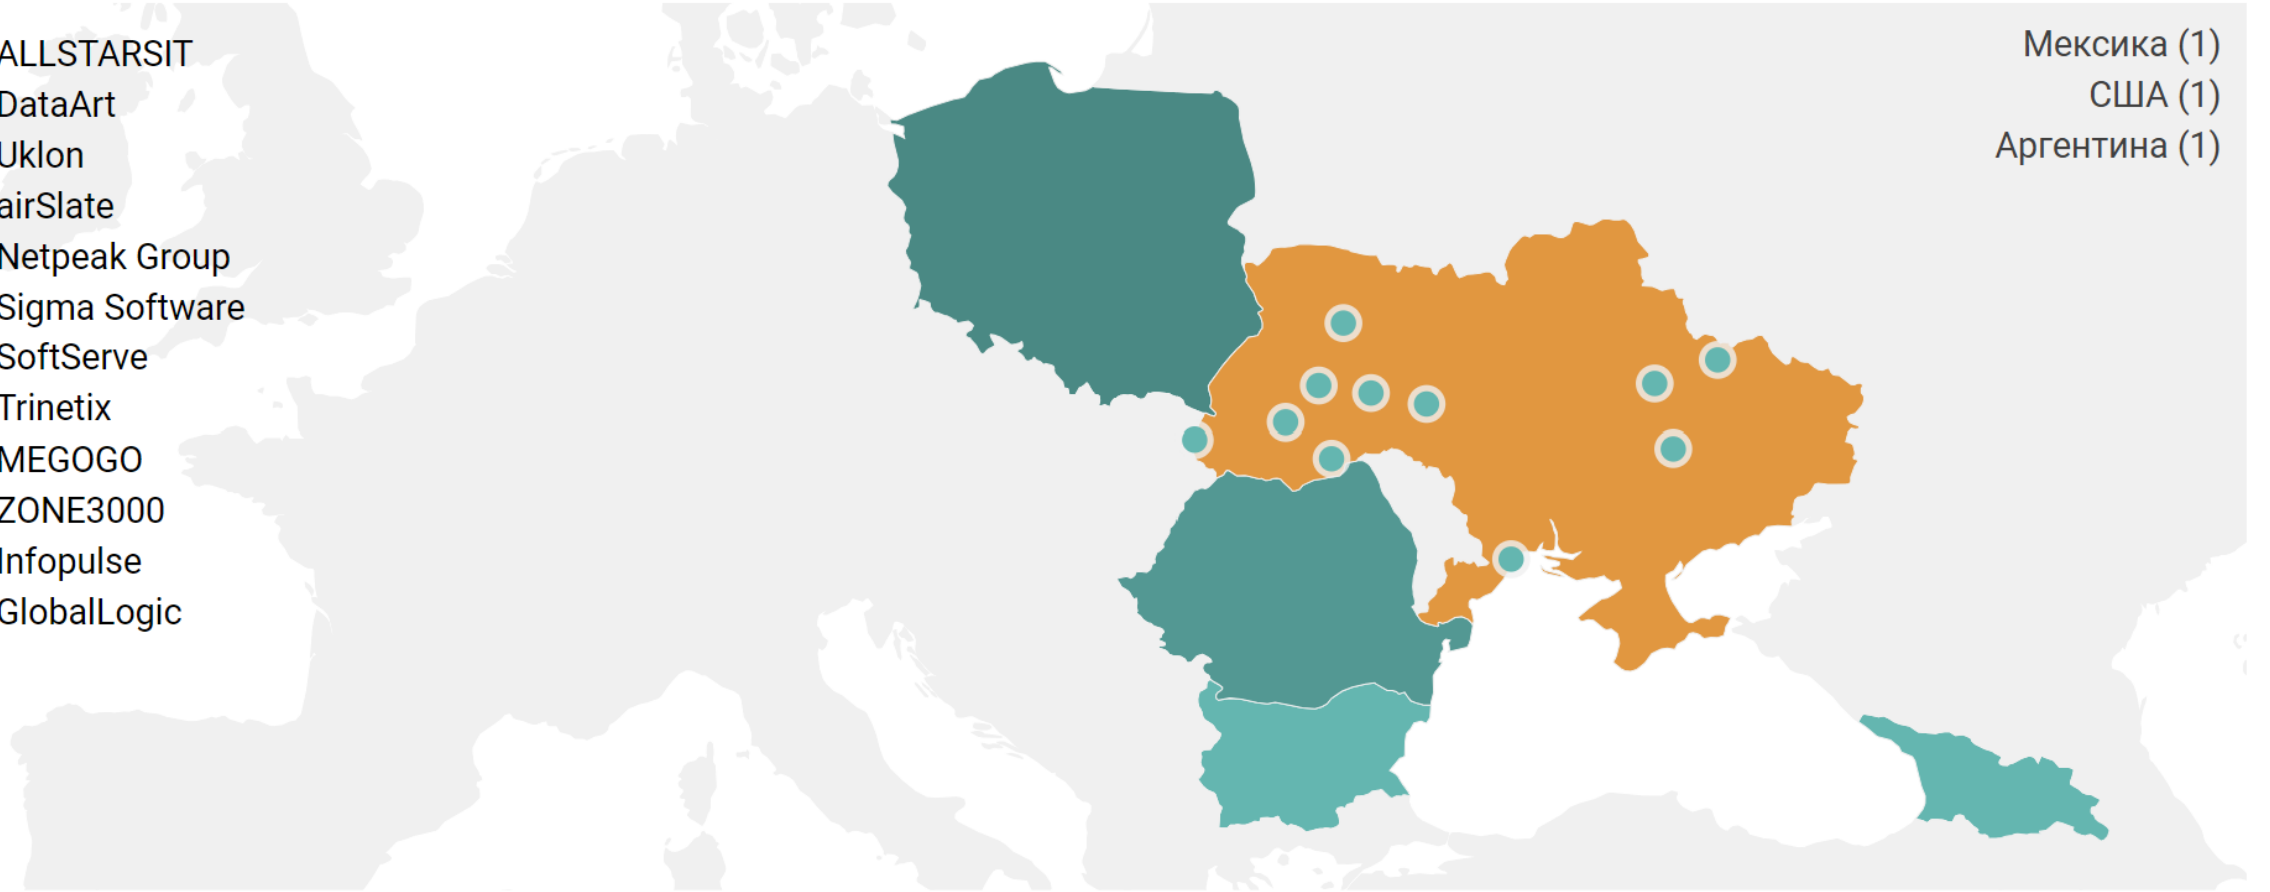 ALLSTARSIT
DataArt
Uklon
airSlate
Netpeak Group
Sigma Software
SoftServe
Trinetix
MEGOGO
ZONE3000
Infopulse
GlobalLogic
Мексика (1)
США (1)
Аргентина (1)